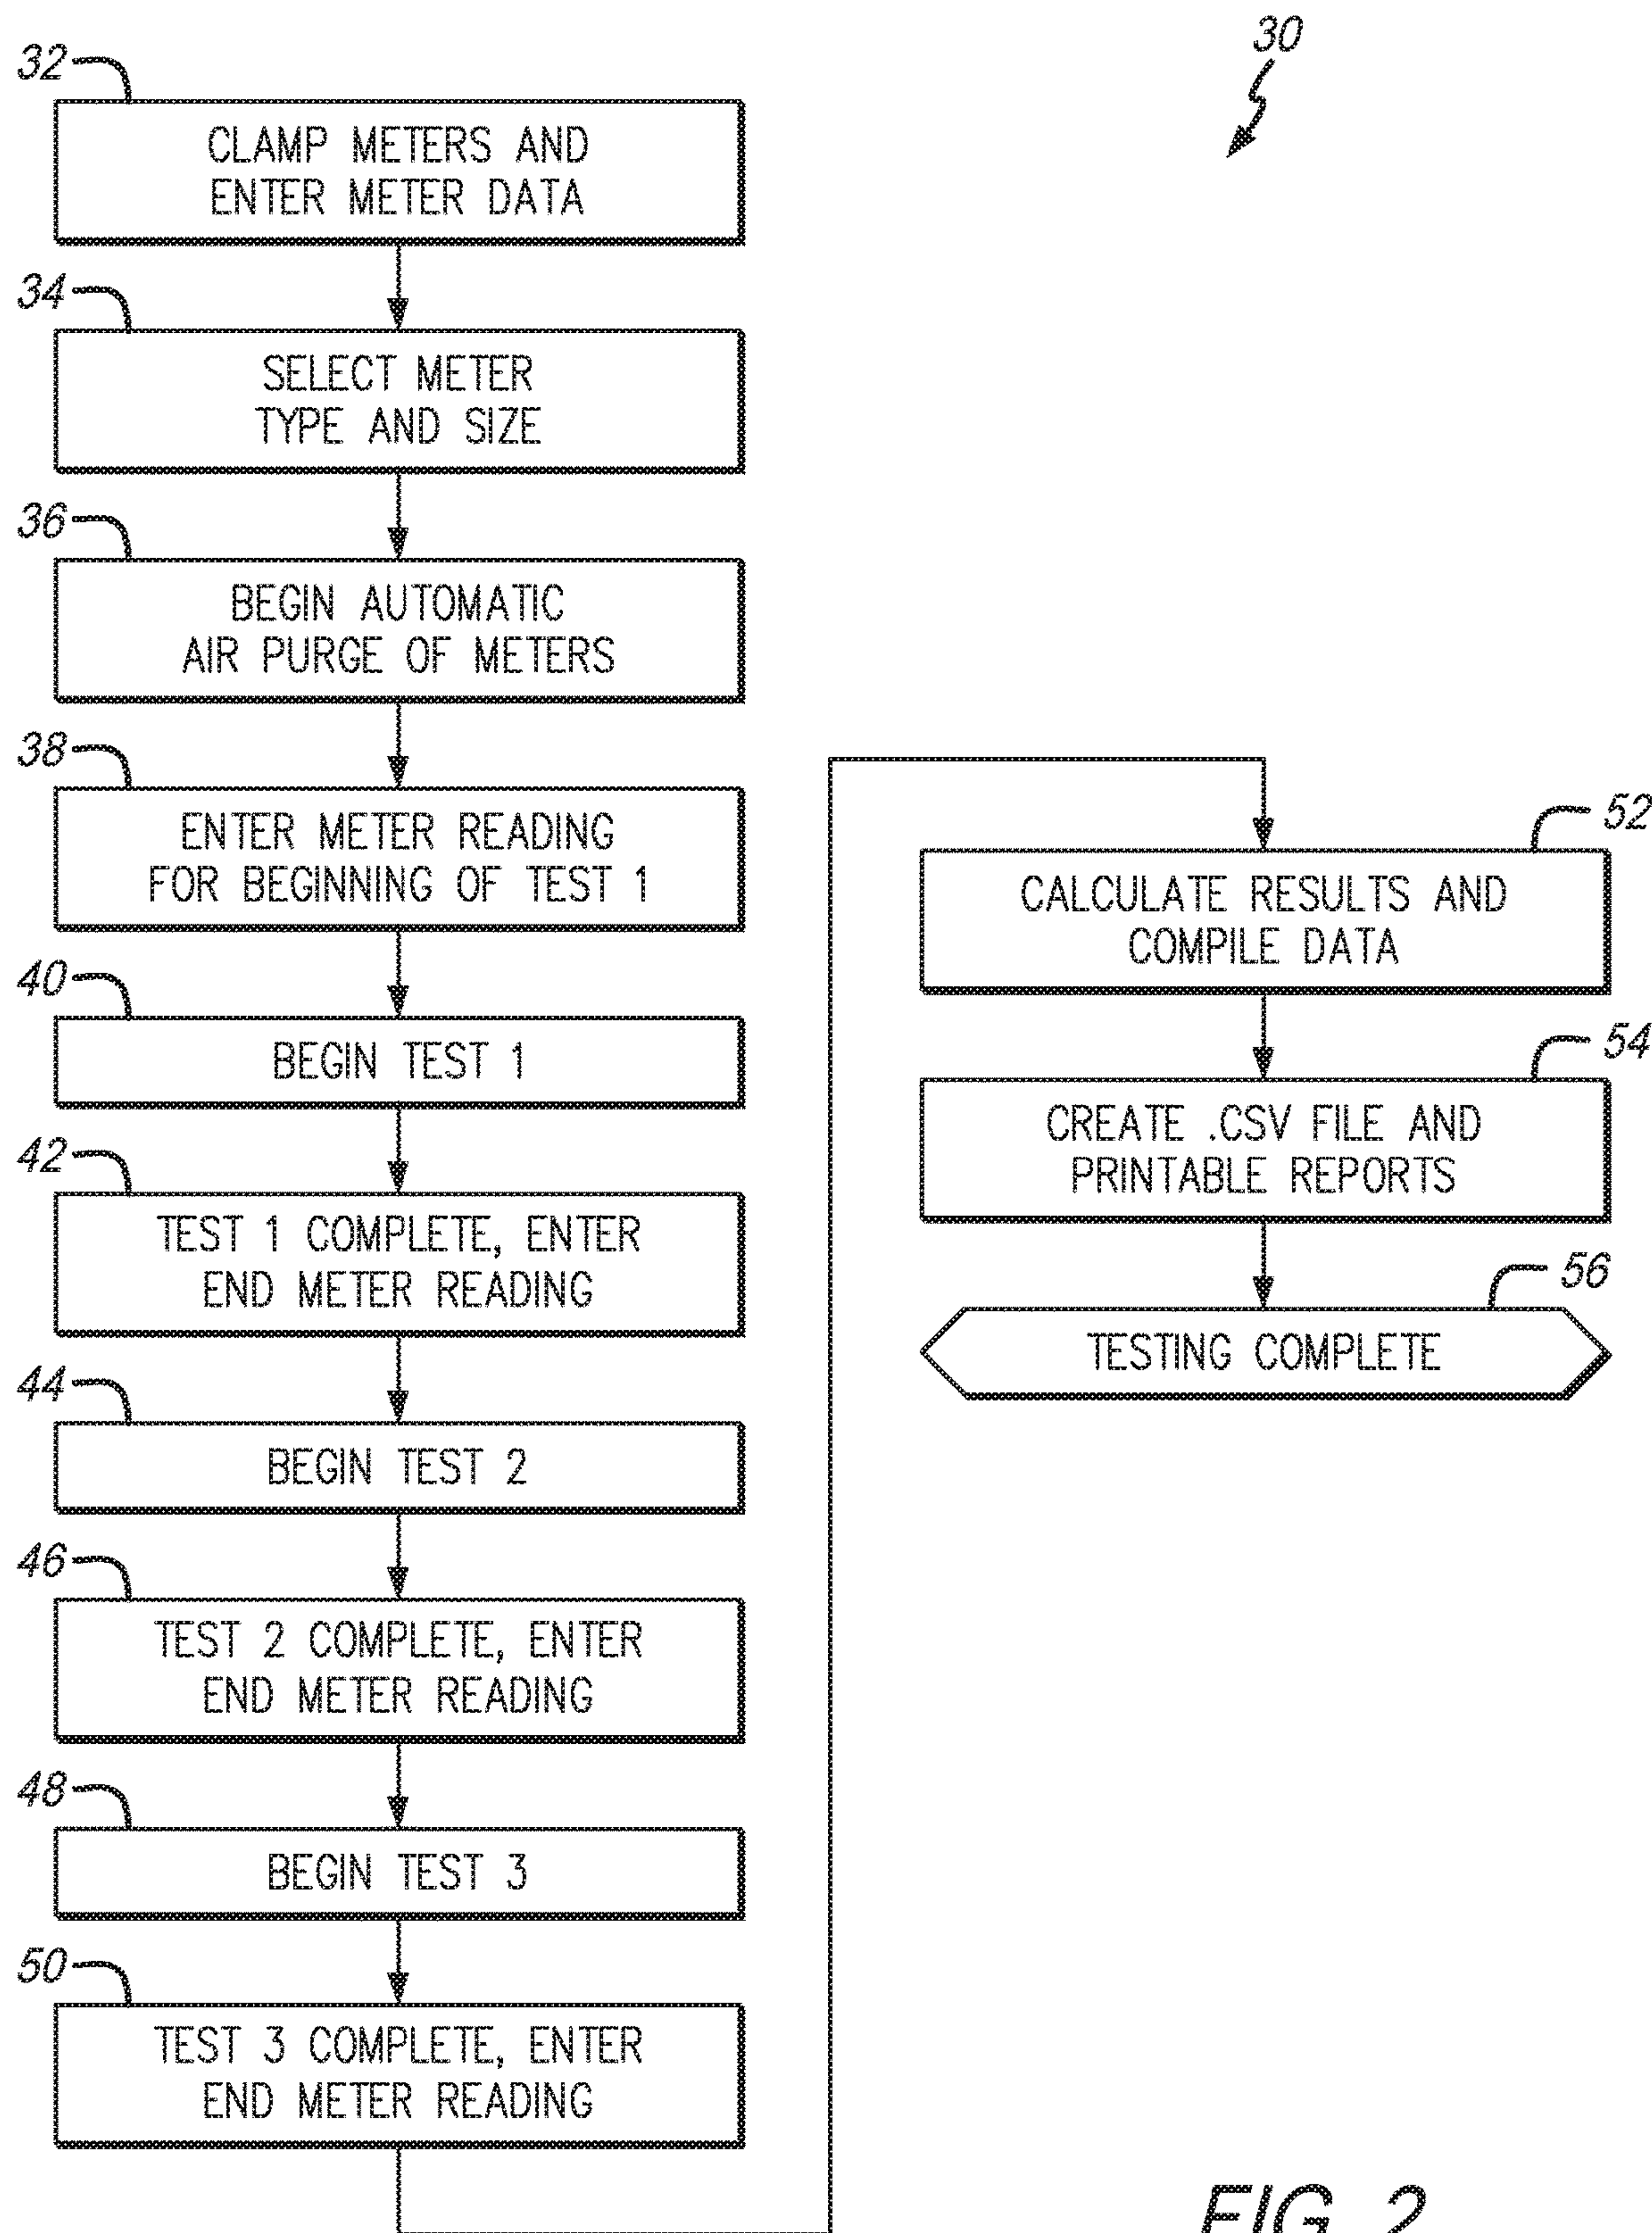 30
32
CLAMP METERS AND
ENTER METER DATA
34
SELECT METER
TYPE AND SIZE
36
BEGIN AUTOMATIC
AIR PURGE OF METERS
38
ENTER METER READING
FOR BEGINNING OF TEST 1
40
BEGIN TEST 1
42
TEST 1 COMPLETE, ENTER
END METER READING
44
BEGIN TEST 2
46
TEST 2 COMPLETE, ENTER
END METER READING
48
BEGIN TEST 3
50
TEST 3 COMPLETE, ENTER
END METER READING
52
CALCULATE RESULTS AND
COMPILE DATA
54
CREATE .CSV FILE AND
PRINTABLE REPORTS
56
TESTING COMPLETE
FIG. 2